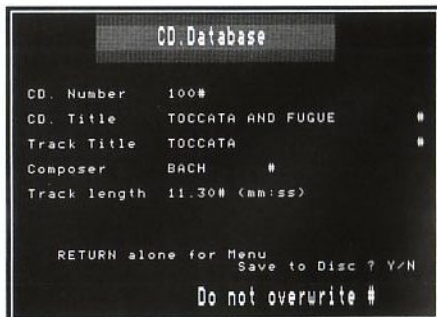 CD.Database
CD. Number 100#
CD. Title TOCCATA AND FUGUE #
Track Title TOCCATA #
Composer BACH #
Track length 11.30# (mm:ss)
RETURN alone for Menu
Save to Disc ? Y/N
Do not overwrite #